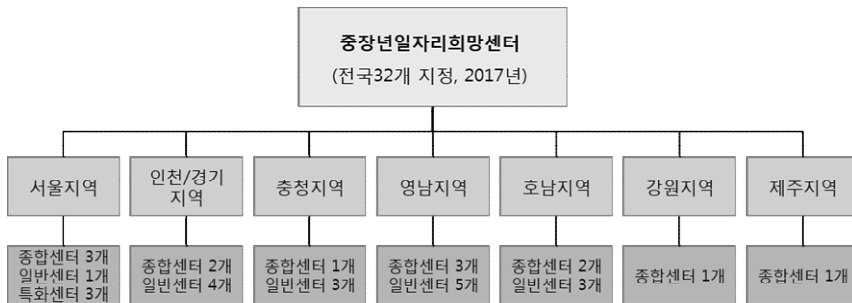 중장년일자리희망센터
(전국32개 지정, 2017년)
서울지역
인천/경기
지역
충청지역
영남지역
호남지역
강원지역
제주지역
종합센터 3개
일반센터 1개
특화센터 3개
종합센터 2개
일반센터 4개
종합센터 1개
일반센터 3개
종합센터 3개
일반센터 5개
종합센터 2개
일반센터 3개
종합센터 1개
종합센터 1개